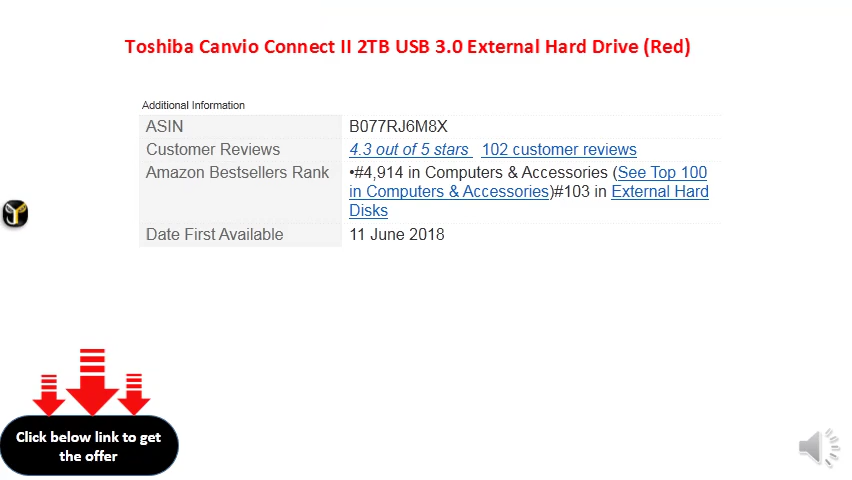 Toshiba Canvio Connect II 2TB USB 3.0 External Hard Drive (Red)
Additional Information
ASIN B077RJ6M8X
Customer Reviews 4.3 out of 5 stars 102 customer reviews
Amazon Bestsellers Rank •#4,914 in Computers & Accessories (See Top 100
in Computers & Accessories)#103 in External Hard
Disks
Date First Available 11 June 2018
Click below link to get
the offer